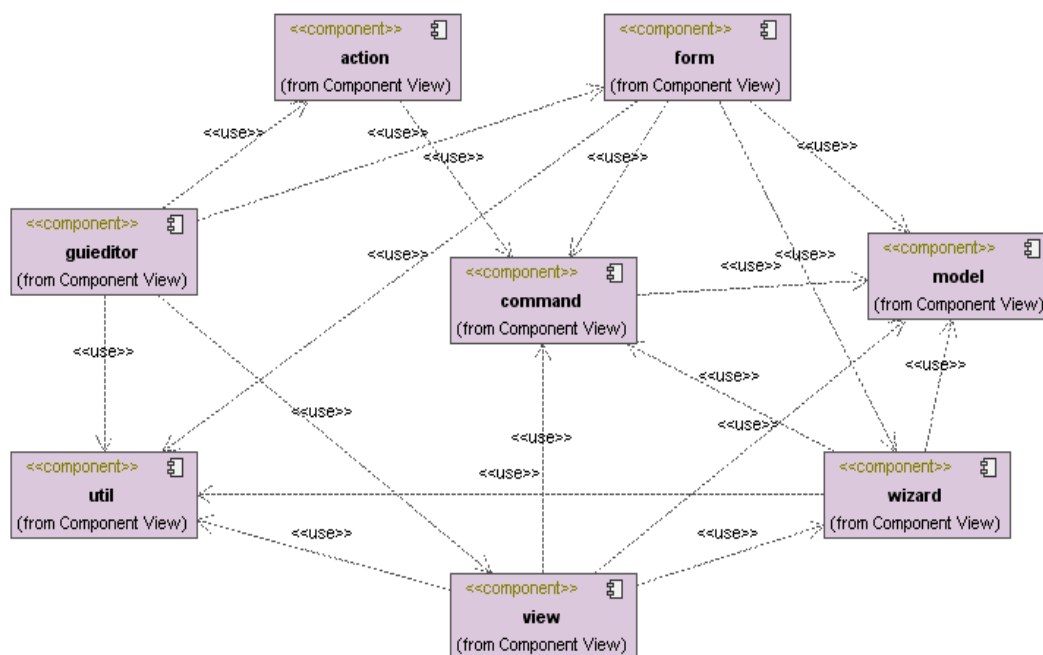 <<component>>
action
(from Component View)
<<component>>
form
(from Component View)
<<use>>
<<use>>
<<use>>
<<use>>
<<use>>
<<use>>
<<component>>
guieditor
(from Component View)
<<use>>
<<use>>
<<component>>
model
(from Component View)
<<component>>
command
(from Component View)
<<use>>
<<use>>
<<use>>
<<use>>
<<use>>
<<use>>
<<use>>
<<component>>
util
(from Component View)
<<component>>
wizard
(from Component View)
<<use>>
<<use>>
<<use>>
<<component>>
view
(from Component View)